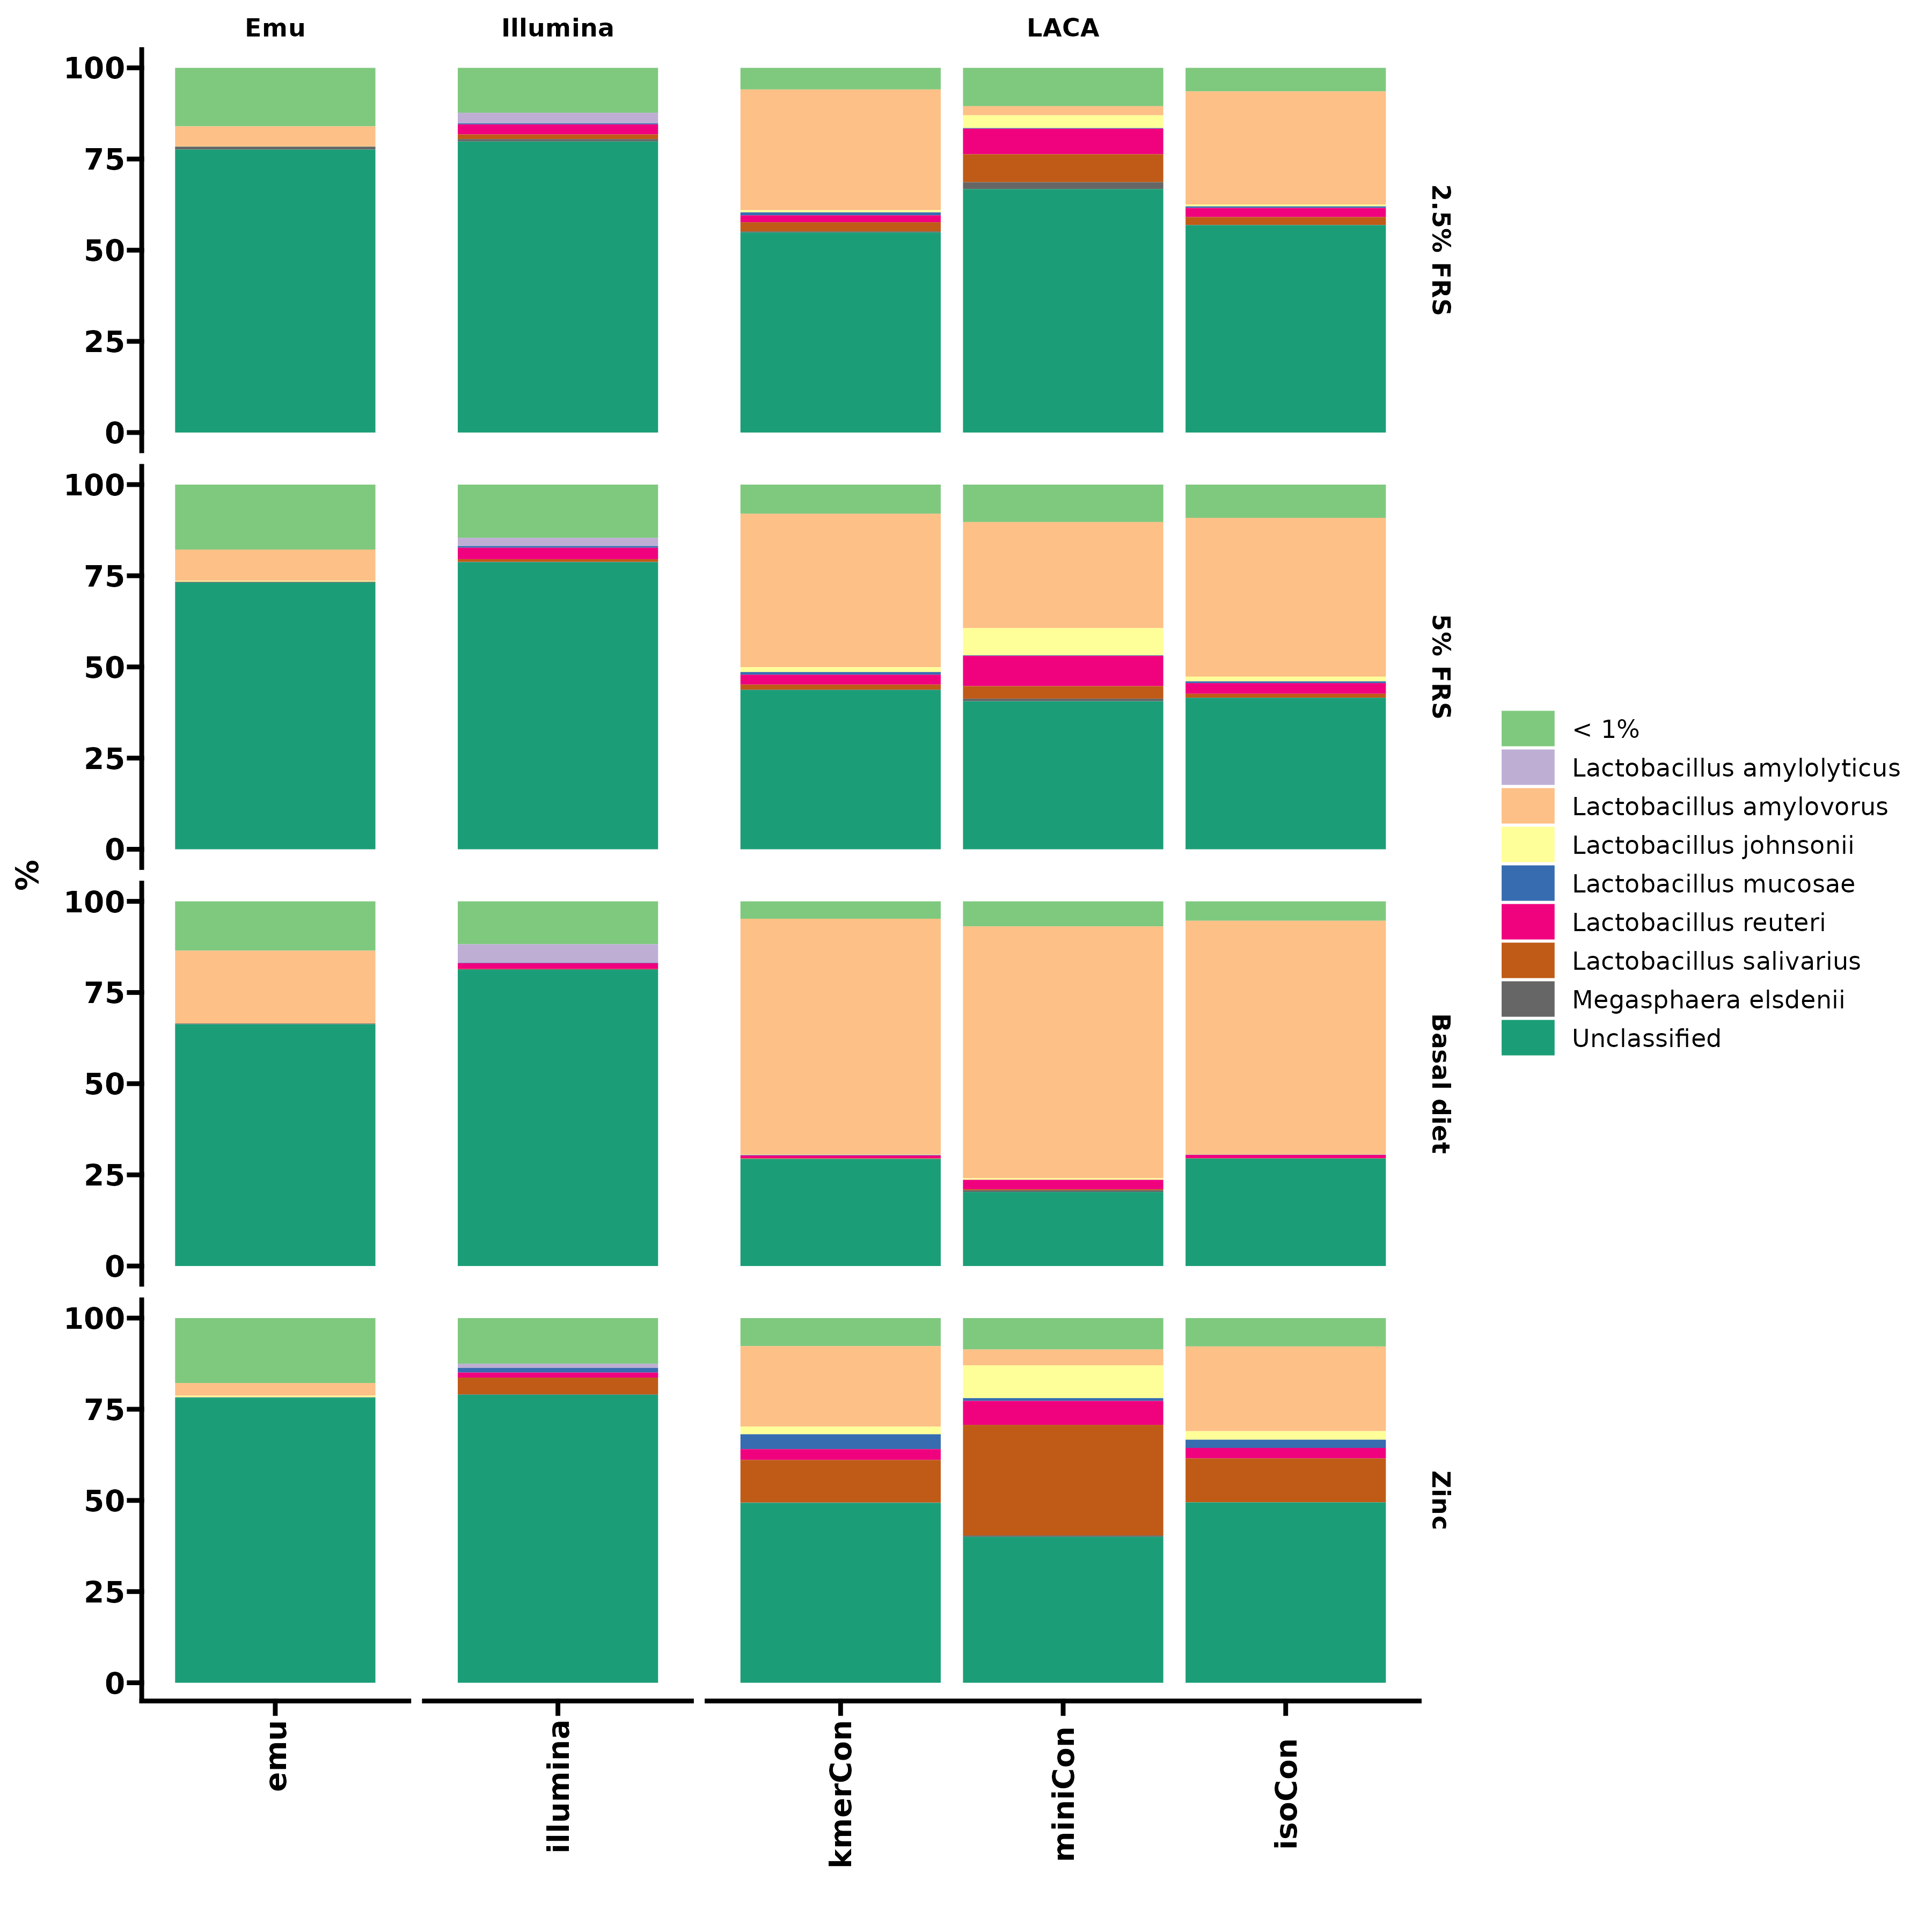 Emu Illumina LACA
100
75
50
25
0
2.5% FRS
100
75
50
25
0
5% FRS
%
100
75
50
25
0
Basal diet
100
75
50
25
0
Zinc
emu illumina kmerCon miniCon isoCon
< 1%
Lactobacillus amylolyticus
Lactobacillus amylovorus
Lactobacillus johnsonii
Lactobacillus mucosae
Lactobacillus reuteri
Lactobacillus salivarius
Megasphaera elsdenii
Unclassified